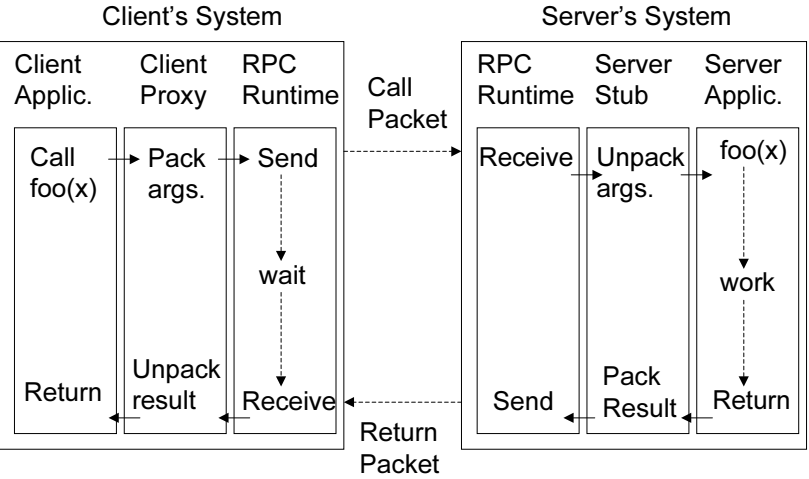 Client's System
Server's System
Client
Applic.
Client
Proxy
RPC
Runtime
Call
Packet
RPC
Runtime
Server
Stub
Server
Applic.
Call
foo(x)
Pack
args.
Send
wait
Receive
Unpack
result
Return
Receive
Unpack
args.
foo(x)
work
Return
Pack
Result
Send
Return
Packet